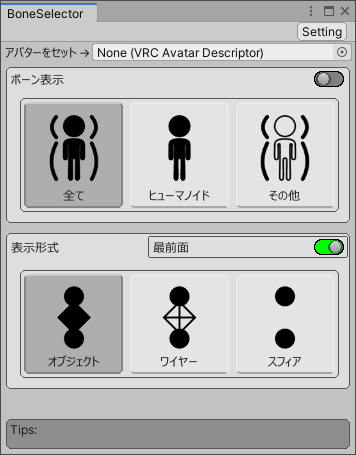 BoneSelector
Setting
アバターをセット→ None (VRC Avatar Descriptor)
ボーン表示
全て ヒューマノイド その他
表示形式 最前面
オブジェクト ワイヤー スフィア
Tips: